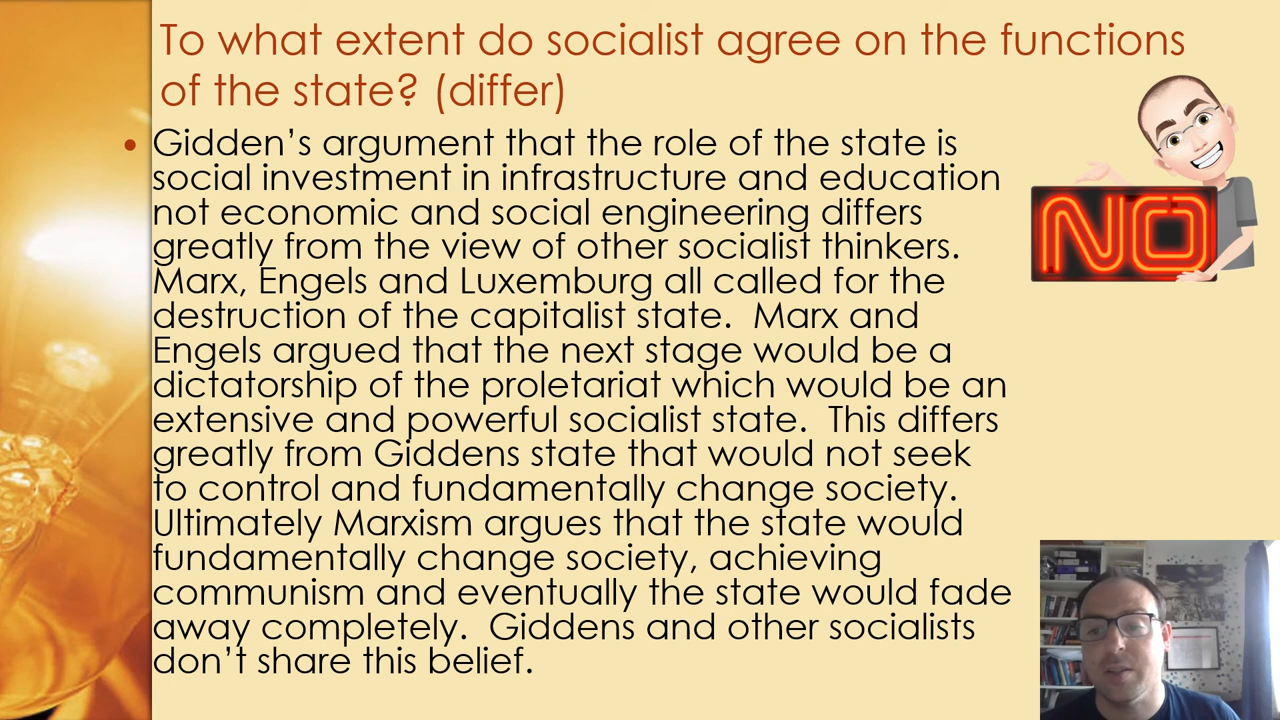 To what extent do socialist agree on the functions
of the state? (differ)
• Gidden’s argument that the role of the state is
social investment in infrastructure and education
not economic and social engineering differs
greatly from the view of other socialist thinkers.
Marx, Engels and Luxemburg all called for the
destruction of the capitalist state.  Marx and
Engels argued that the next stage would be a
dictatorship of the proletariat which would be an
extensive and powerful socialist state.  This differs
greatly from Giddens state that would not seek
to control and fundamentally change society.
Ultimately Marxism argues that the state would
fundamentally change society, achieving
communism and eventually the state would fade
away completely.  Giddens and other socialists
don’t share this belief.
NO